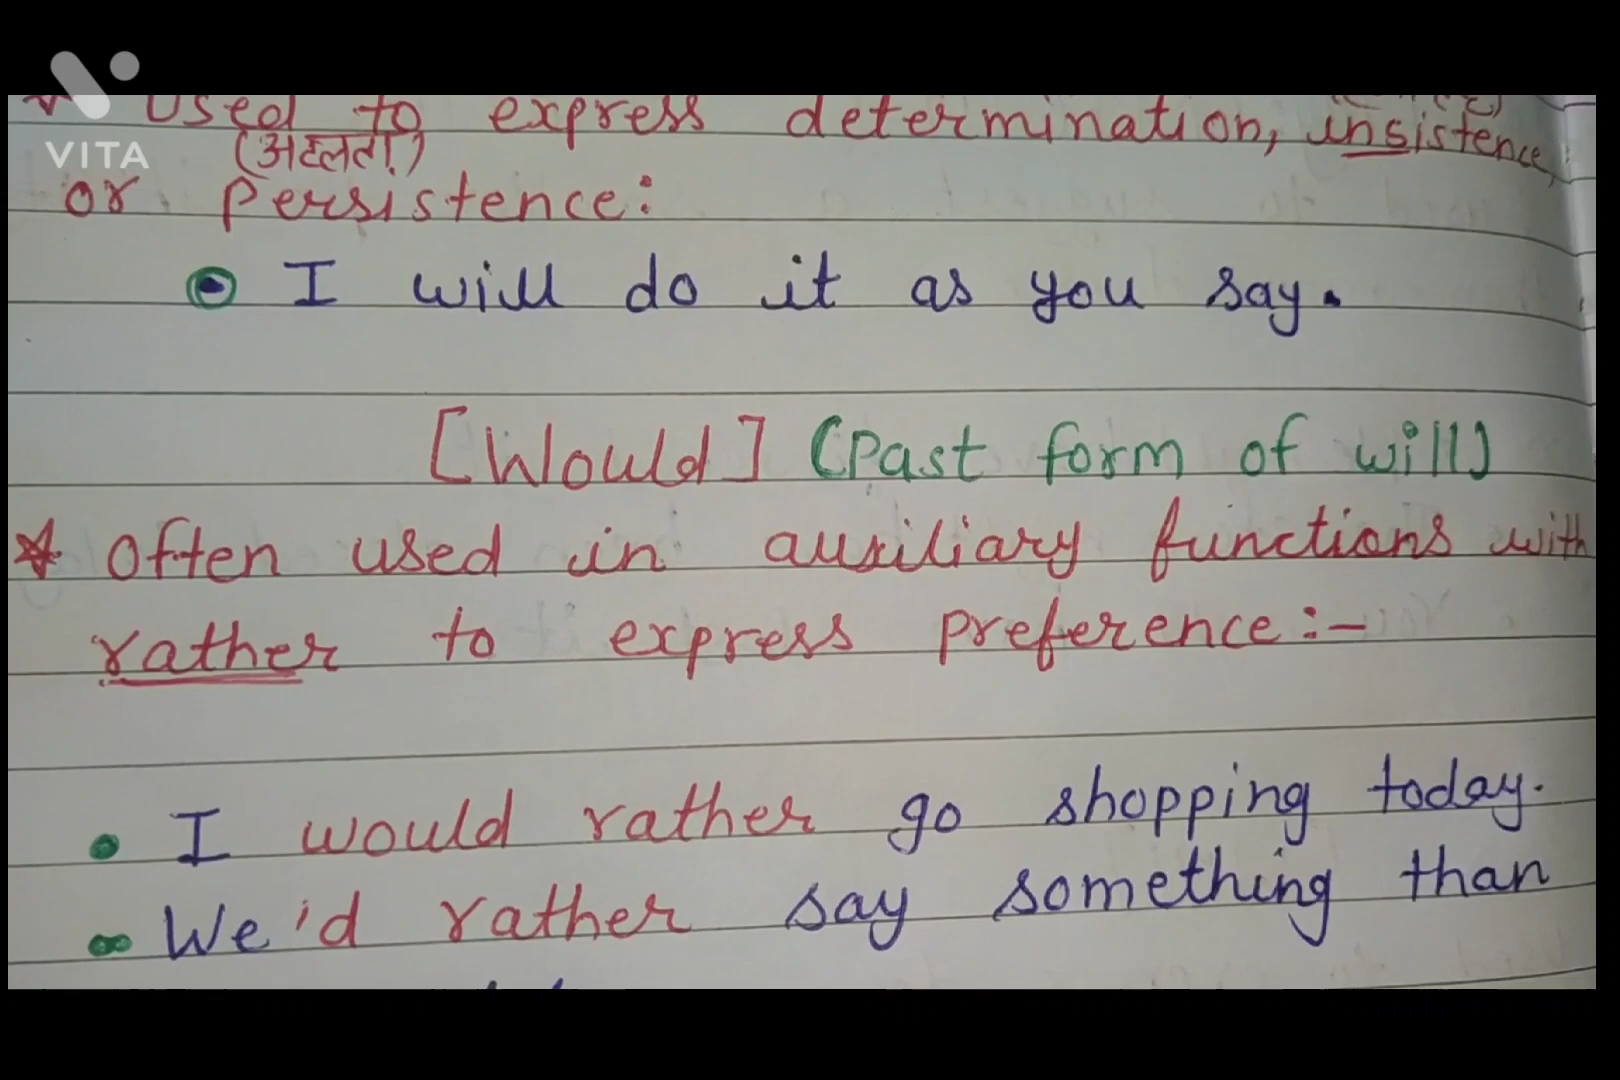 Used to express determination, insistence,
(अटलता)
or Persistence:
I will do it as you say.
[Would] (Past form of will)
* Often used in auxiliary functions with
rather to express preference:-
• I would rather go shopping today.
• We'd rather say something than
VITA